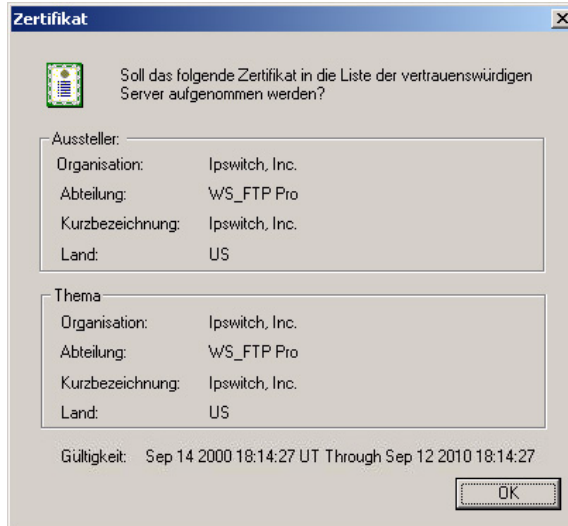 Zertifikat
Soll das folgende Zertifikat in die Liste der vertrauenswürdigen
Server aufgenommen werden?
Aussteller:
Organisation: Ipswitch, Inc.
Abteilung: WS_FTP Pro
Kurzbezeichnung: Ipswitch, Inc.
Land: US
Thema
Organisation: Ipswitch, Inc.
Abteilung: WS_FTP Pro
Kurzbezeichnung: Ipswitch, Inc.
Land: US
Gültigkeit: Sep 14 2000 18:14:27 UT Through Sep 12 2010 18:14:27
OK